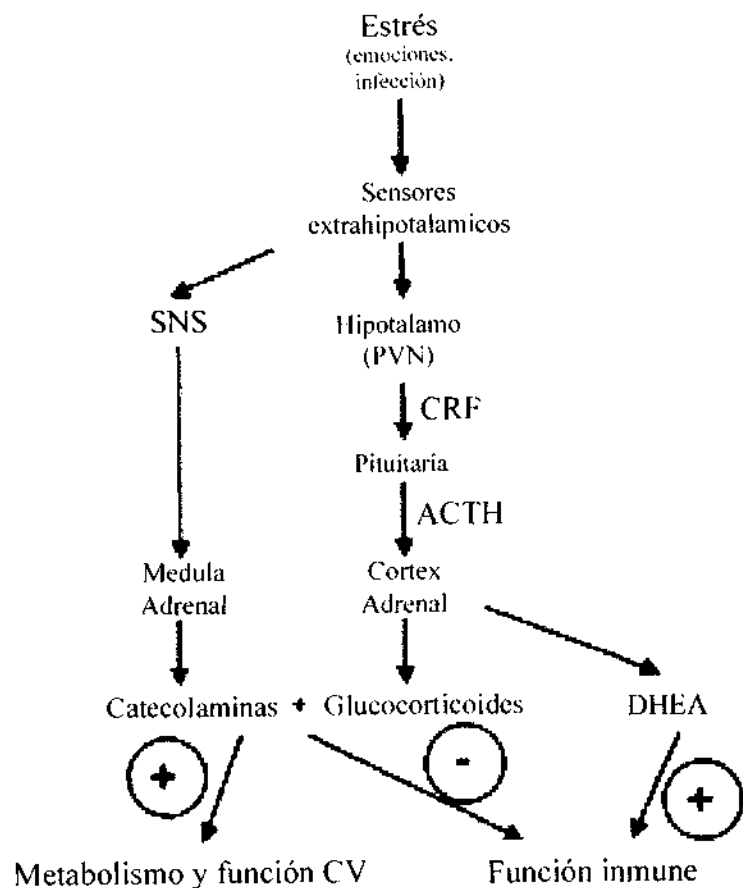 Estrés
(emociones,
infección)
Sensores
extrahipotalamicos
SNS
Hipotalamo
(PVN)
CRF
Pituitaria
ACTH
Medula
Adrenal
Cortex
Adrenal
Catecolaminas + Glucocorticoides
DHEA
+
-
+
Metabolismo y función CV
Función inmune